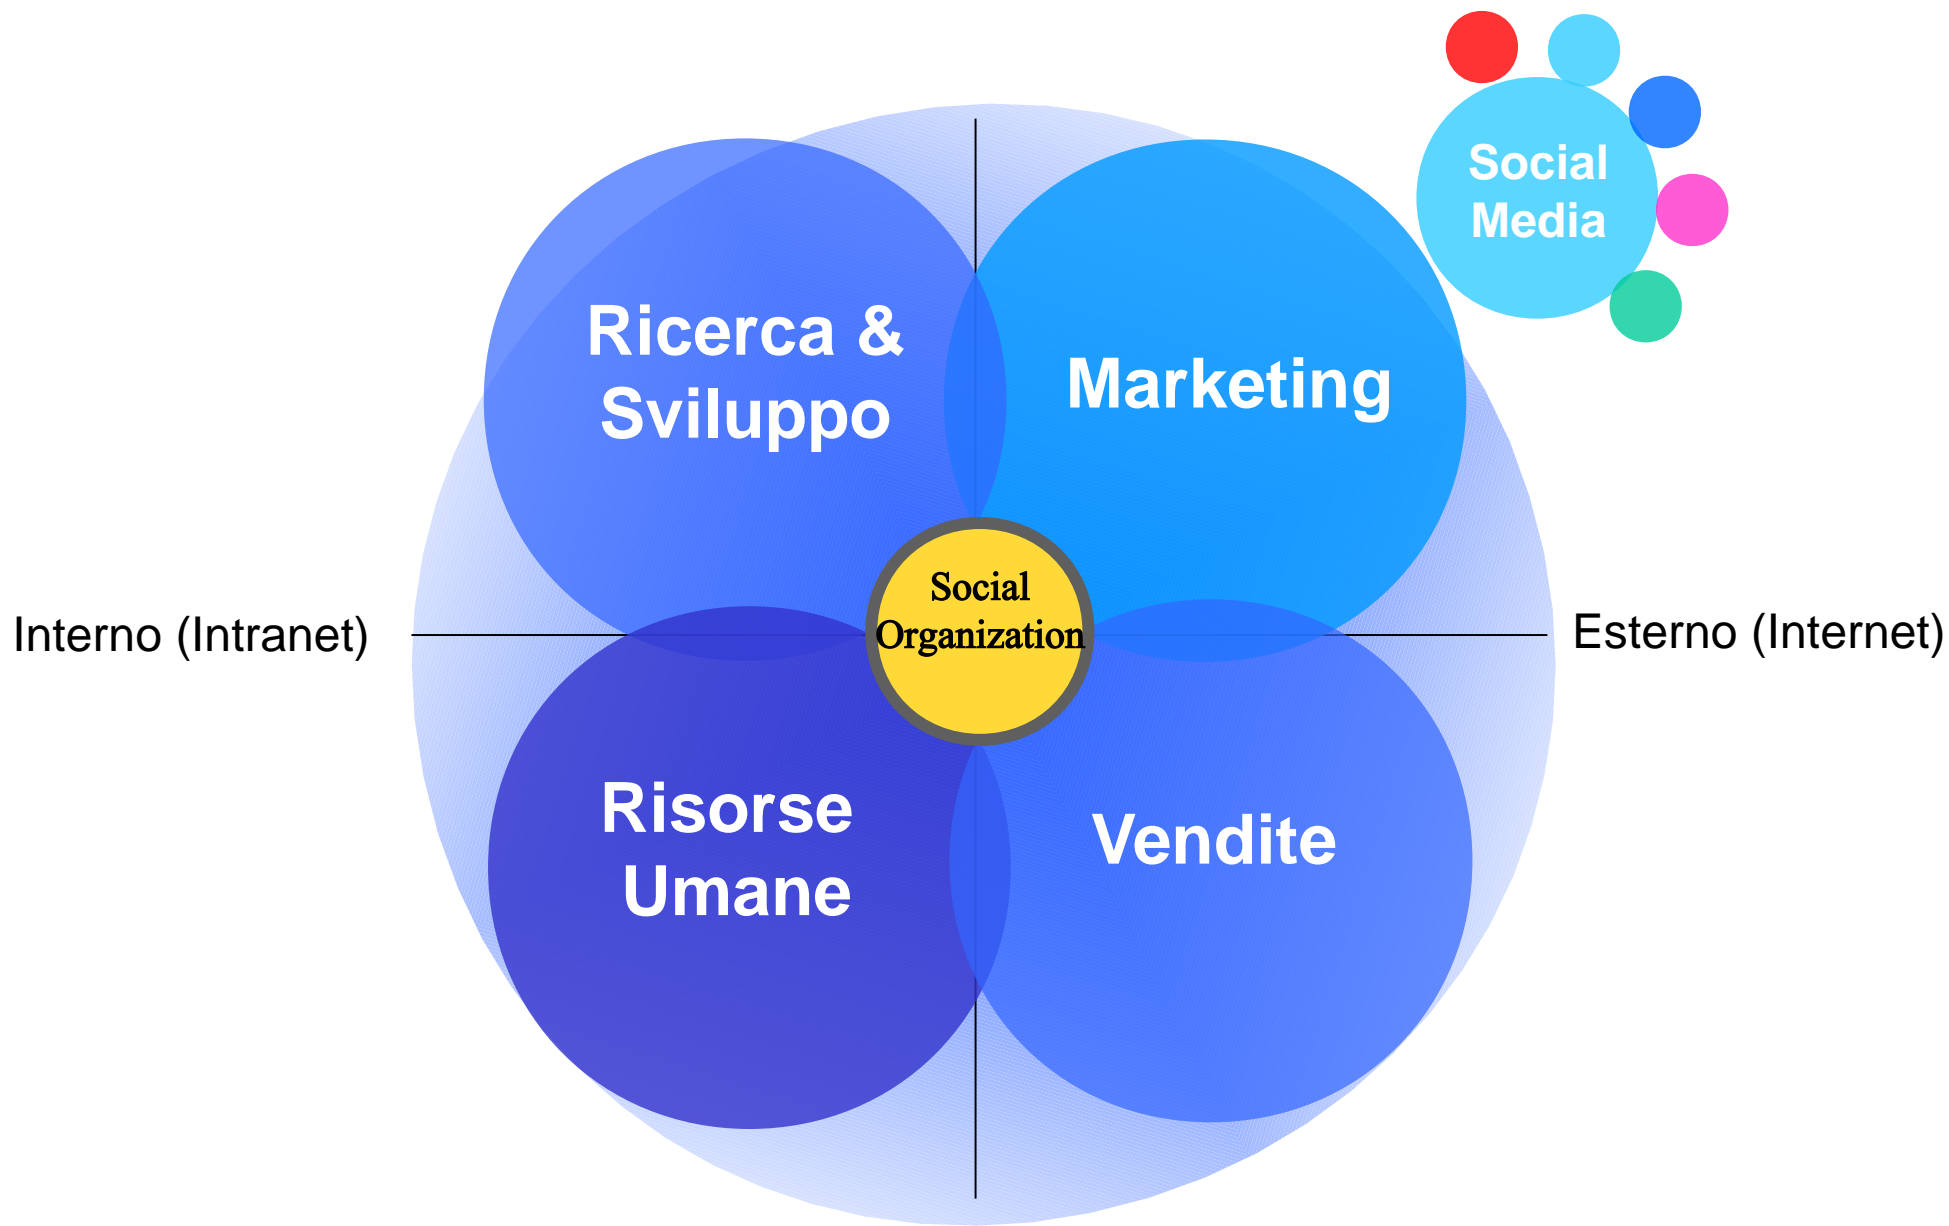 Social
Media
Ricerca &
Sviluppo
Marketing
Social
Organization
Interno (Intranet)
Esterno (Internet)
Risorse
Umane
Vendite